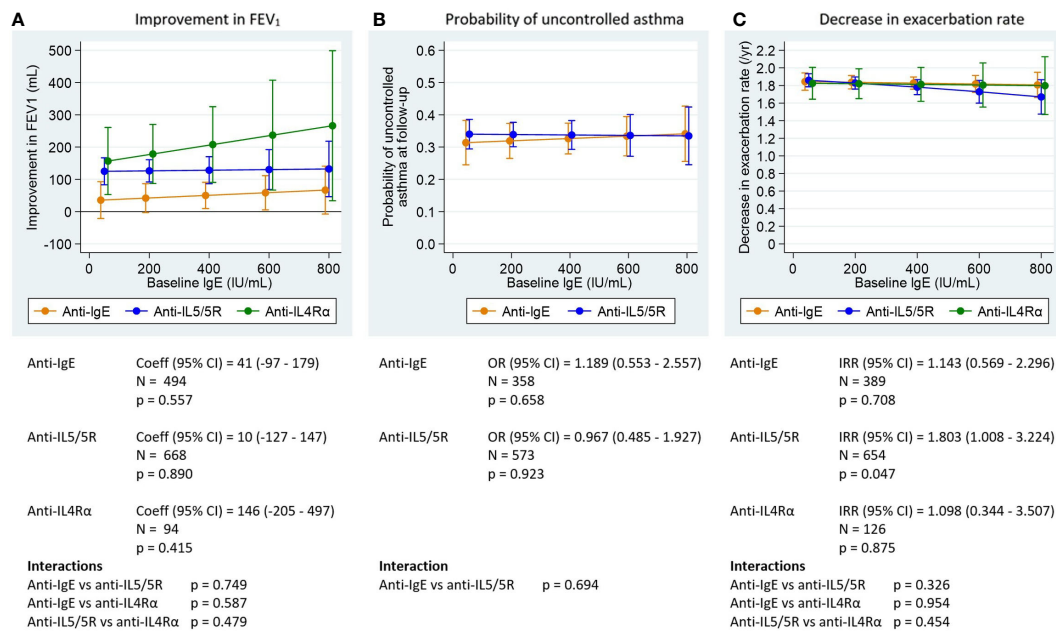 A
Improvement in FEV₁
Improvement in FEV1 (mL)
500
400
300
200
100
0
-100
0
200
400
600
800
Baseline IgE (IU/mL)
Anti-IgE
Anti-IL5/5R
Anti-IL4Rα
Anti-IgE Coeff (95% CI) = 41 (-97 - 179)
N = 494
p = 0.557
Anti-IL5/5R Coeff (95% CI) = 10 (-127 - 147)
N = 668
p = 0.890
Anti-IL4Rα Coeff (95% CI) = 146 (-205 - 497)
N = 94
p = 0.415
Interactions
Anti-IgE vs anti-IL5/5R p = 0.749
Anti-IgE vs anti-IL4Rα p = 0.587
Anti-IL5/5R vs anti-IL4Rα p = 0.479
B
Probability of uncontrolled asthma
Probability of uncontrolled
asthma at follow-up
0.6
0.5
0.4
0.3
0.2
0.1
0.0
0
200
400
600
800
Baseline IgE (IU/mL)
Anti-IgE
Anti-IL5/5R
Anti-IgE OR (95% CI) = 1.189 (0.553 - 2.557)
N = 358
p = 0.658
Anti-IL5/5R OR (95% CI) = 0.967 (0.485 - 1.927)
N = 573
p = 0.923
Interaction
Anti-IgE vs anti-IL5/5R p = 0.694
C
Decrease in exacerbation rate
Decrease in exacerbation rate (/yr)
2.2
2.0
1.8
1.6
1.4
1.2
1.0
0.8
0.6
0.4
0.2
0
0
200
400
600
800
Baseline IgE (IU/mL)
Anti-IgE
Anti-IL5/5R
Anti-IL4Rα
Anti-IgE IRR (95% CI) = 1.143 (0.569 - 2.296)
N = 389
p = 0.708
Anti-IL5/5R IRR (95% CI) = 1.803 (1.008 - 3.224)
N = 654
p = 0.047
Anti-IL4Rα IRR (95% CI) = 1.098 (0.344 - 3.507)
N = 126
p = 0.875
Interactions
Anti-IgE vs anti-IL5/5R p = 0.326
Anti-IgE vs anti-IL4Rα p = 0.954
Anti-IL5/5R vs anti-IL4Rα p = 0.454